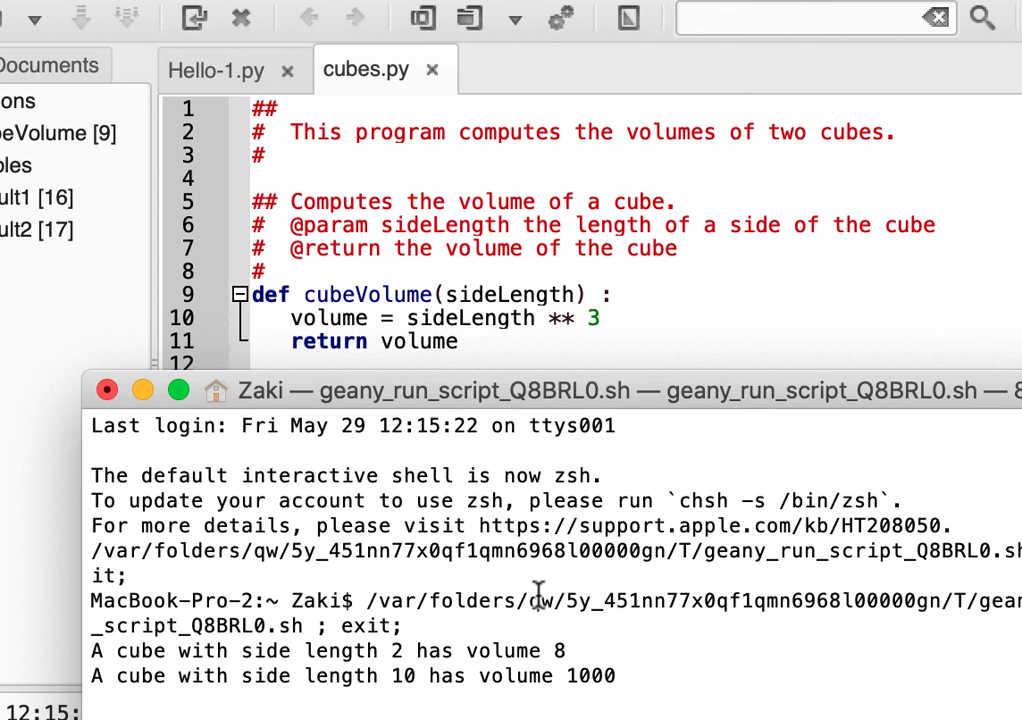 Documents
Hello-1.py
cubes.py
ons
eVolume [9]
oles
ult1 [16]
ult2 [17]
1 ##
2 #  This program computes the volumes of two cubes.
3 #
4
5 ## Computes the volume of a cube.
6 #  @param sideLength the length of a side of the cube
7 #  @return the volume of the cube
8 #
9 def cubeVolume(sideLength) :
10    volume = sideLength ** 3
11    return volume
12
Zaki — geany_run_script_Q8BRL0.sh — geany_run_script_Q8BRL0.sh — 8
Last login: Fri May 29 12:15:22 on ttys001
The default interactive shell is now zsh.
To update your account to use zsh, please run `chsh -s /bin/zsh`.
For more details, please visit https://support.apple.com/kb/HT208050.
/var/folders/qw/5y_451nn77x0qf1qmn6968l00000gn/T/geany_run_script_Q8BRL0.sh
it;
MacBook-Pro-2:~ Zaki$ /var/folders/qw/5y_451nn77x0qf1qmn6968l00000gn/T/gean
_script_Q8BRL0.sh ; exit;
A cube with side length 2 has volume 8
A cube with side length 10 has volume 1000
12:15: